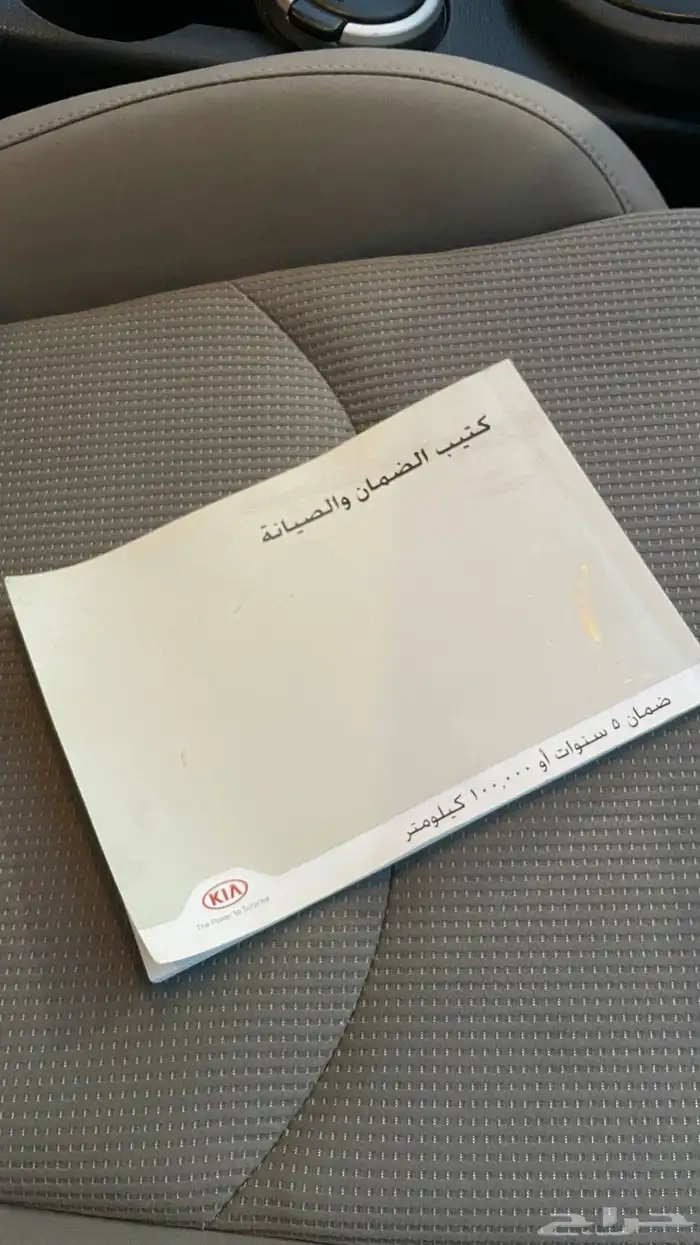 كتيب الضمان والصيانة
ضمان ٥ سنوات أو ١٠٠,٠٠٠ كيلومتر
KIA
The Power to Surprise
حراج